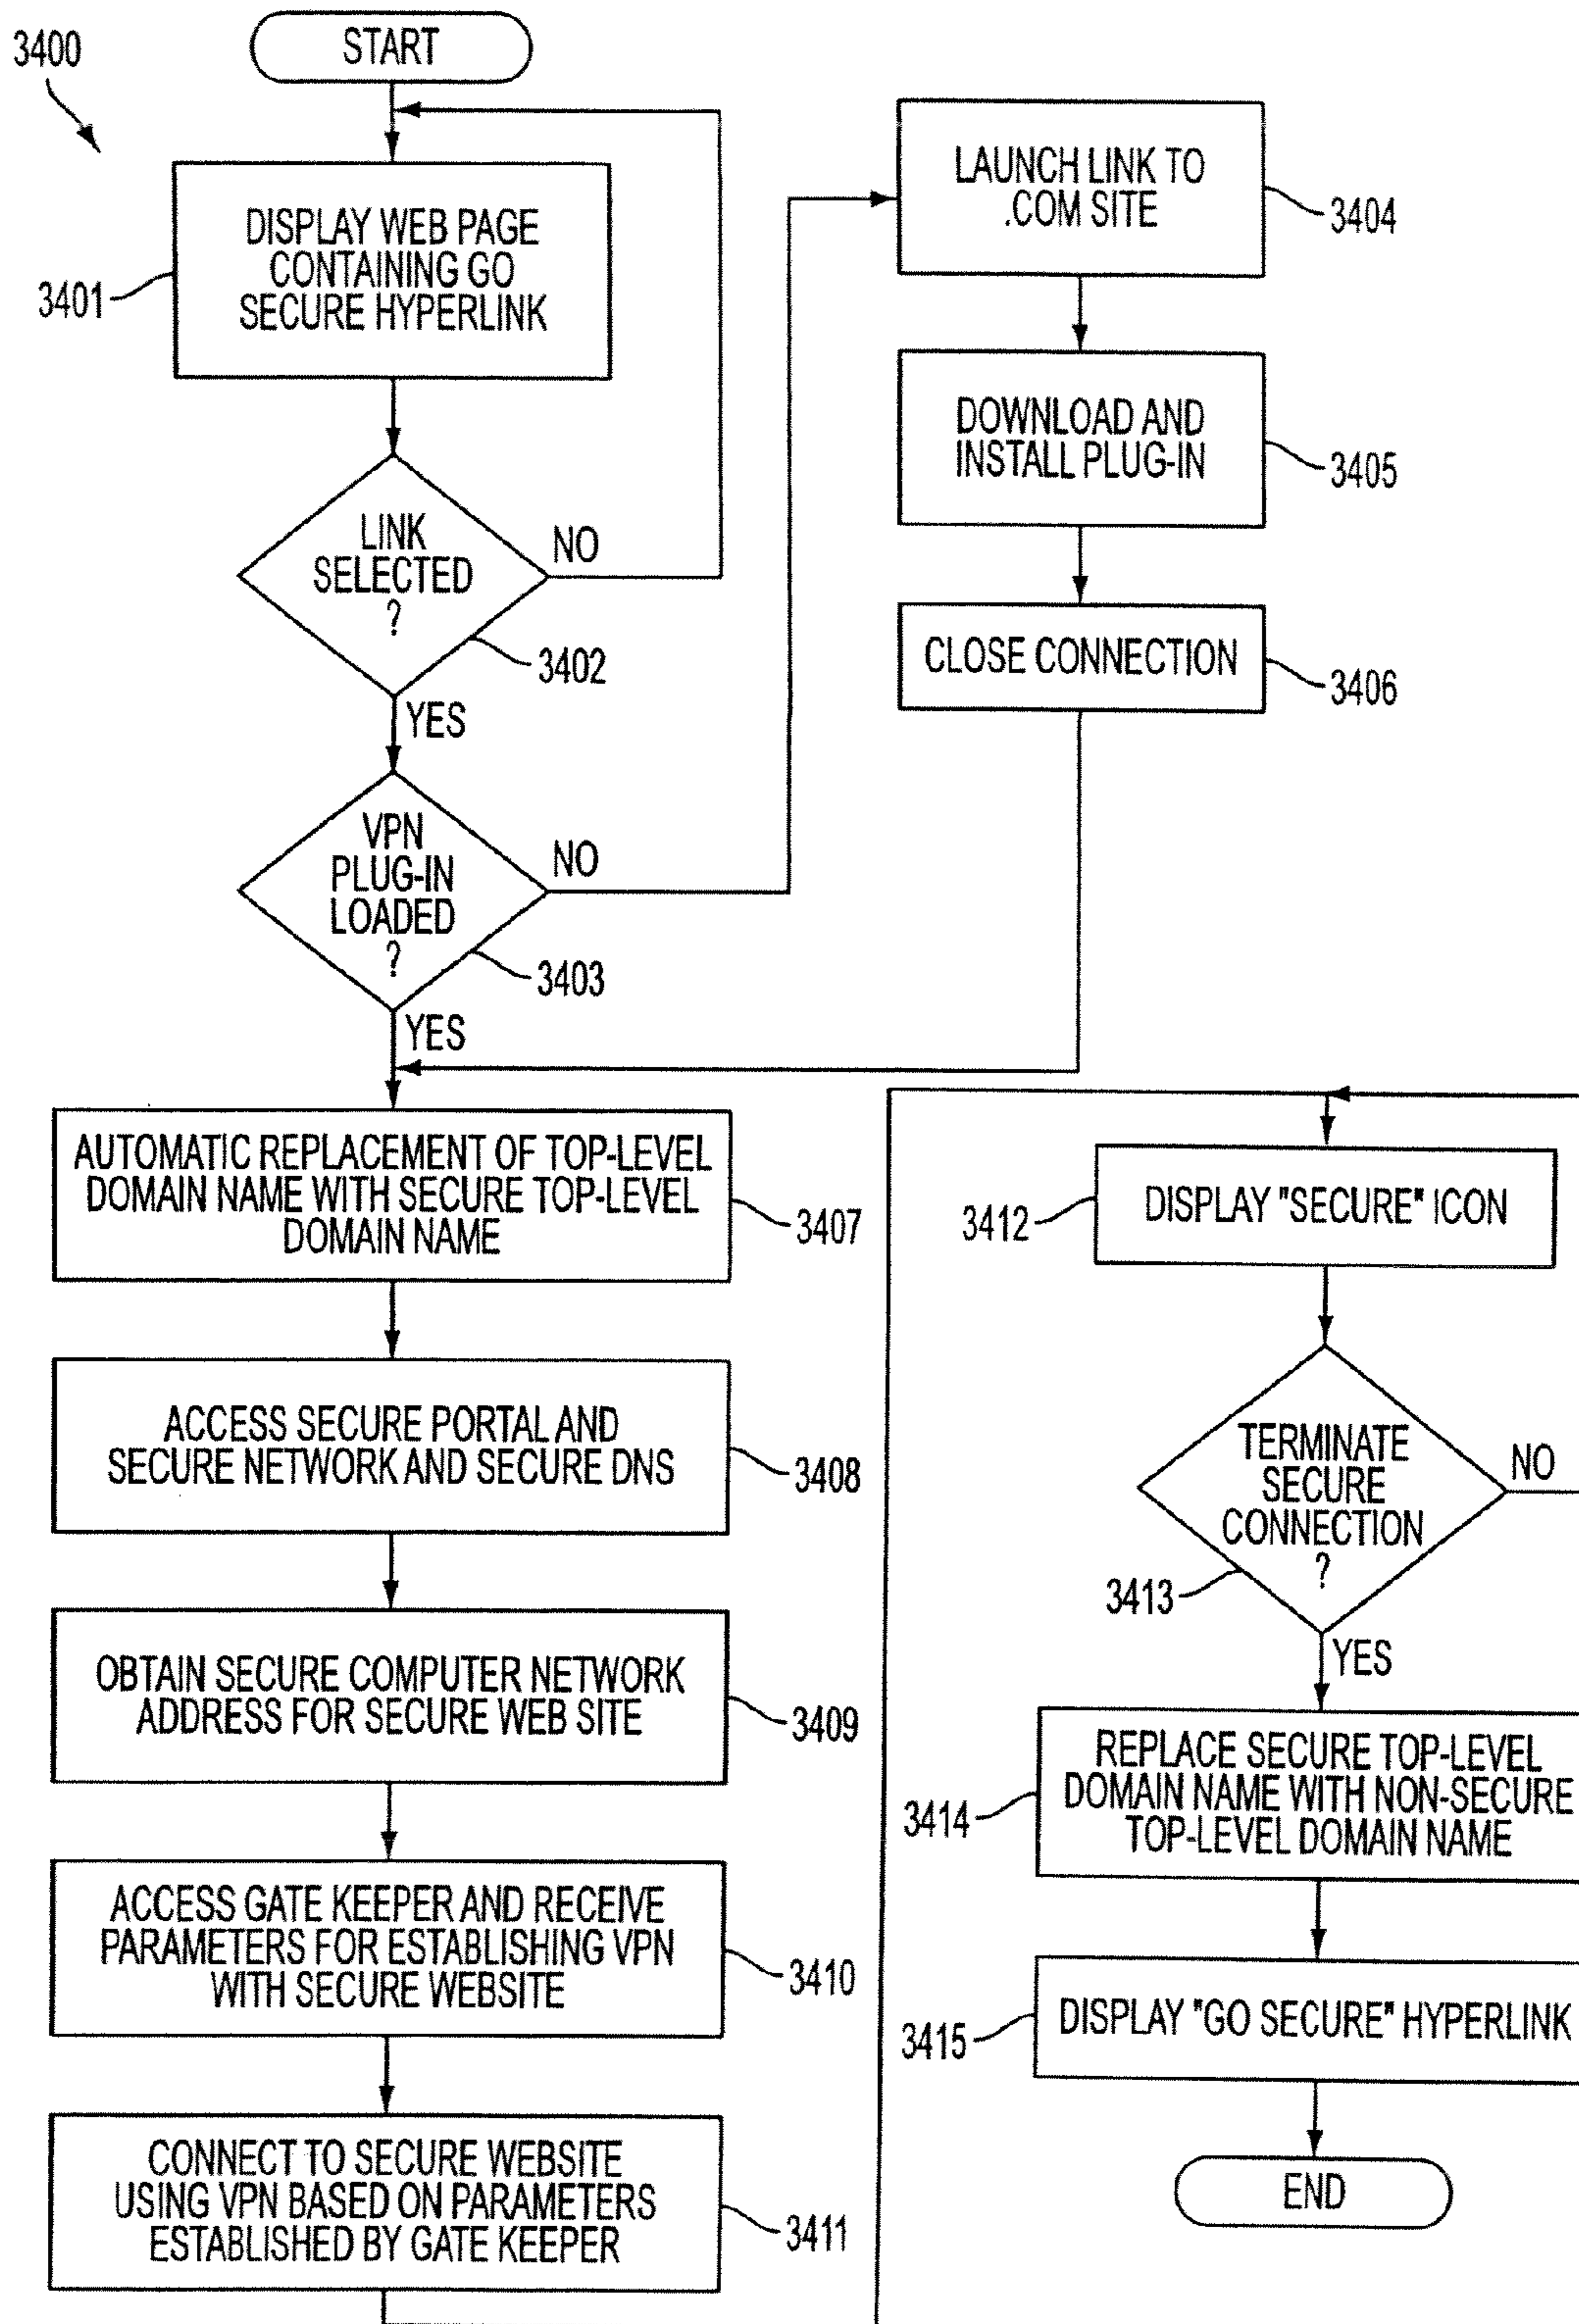 3400
START
DISPLAY WEB PAGE
CONTAINING GO
SECURE HYPERLINK
3401
LINK
SELECTED
?
NO
3402
YES
VPN
PLUG-IN
LOADED
?
NO
3403
YES
LAUNCH LINK TO
.COM SITE
3404
DOWNLOAD AND
INSTALL PLUG-IN
3405
CLOSE CONNECTION
3406
AUTOMATIC REPLACEMENT OF TOP-LEVEL
DOMAIN NAME WITH SECURE TOP-LEVEL
DOMAIN NAME
3407
ACCESS SECURE PORTAL AND
SECURE NETWORK AND SECURE DNS
3408
OBTAIN SECURE COMPUTER NETWORK
ADDRESS FOR SECURE WEB SITE
3409
ACCESS GATE KEEPER AND RECEIVE
PARAMETERS FOR ESTABLISHING VPN
WITH SECURE WEBSITE
3410
CONNECT TO SECURE WEBSITE
USING VPN BASED ON PARAMETERS
ESTABLISHED BY GATE KEEPER
3411
DISPLAY "SECURE" ICON
3412
TERMINATE
SECURE
CONNECTION
?
NO
3413
YES
REPLACE SECURE TOP-LEVEL
DOMAIN NAME WITH NON-SECURE
TOP-LEVEL DOMAIN NAME
3414
DISPLAY "GO SECURE" HYPERLINK
3415
END